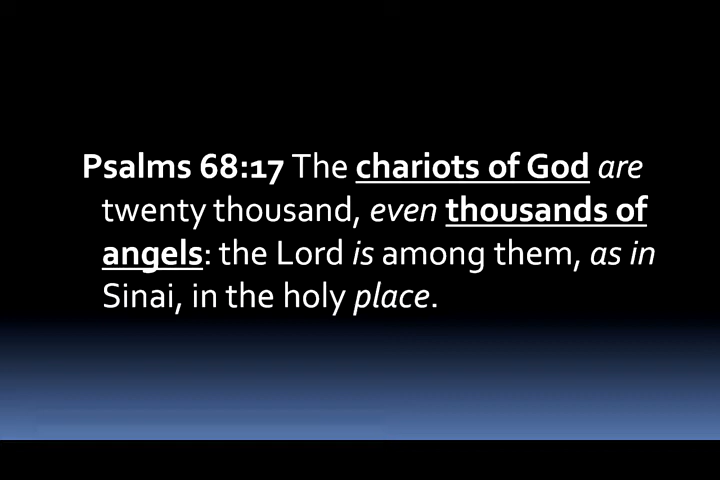 Psalms 68:17 The chariots of God are
twenty thousand, even thousands of
angels: the Lord is among them, as in
Sinai, in the holy place.